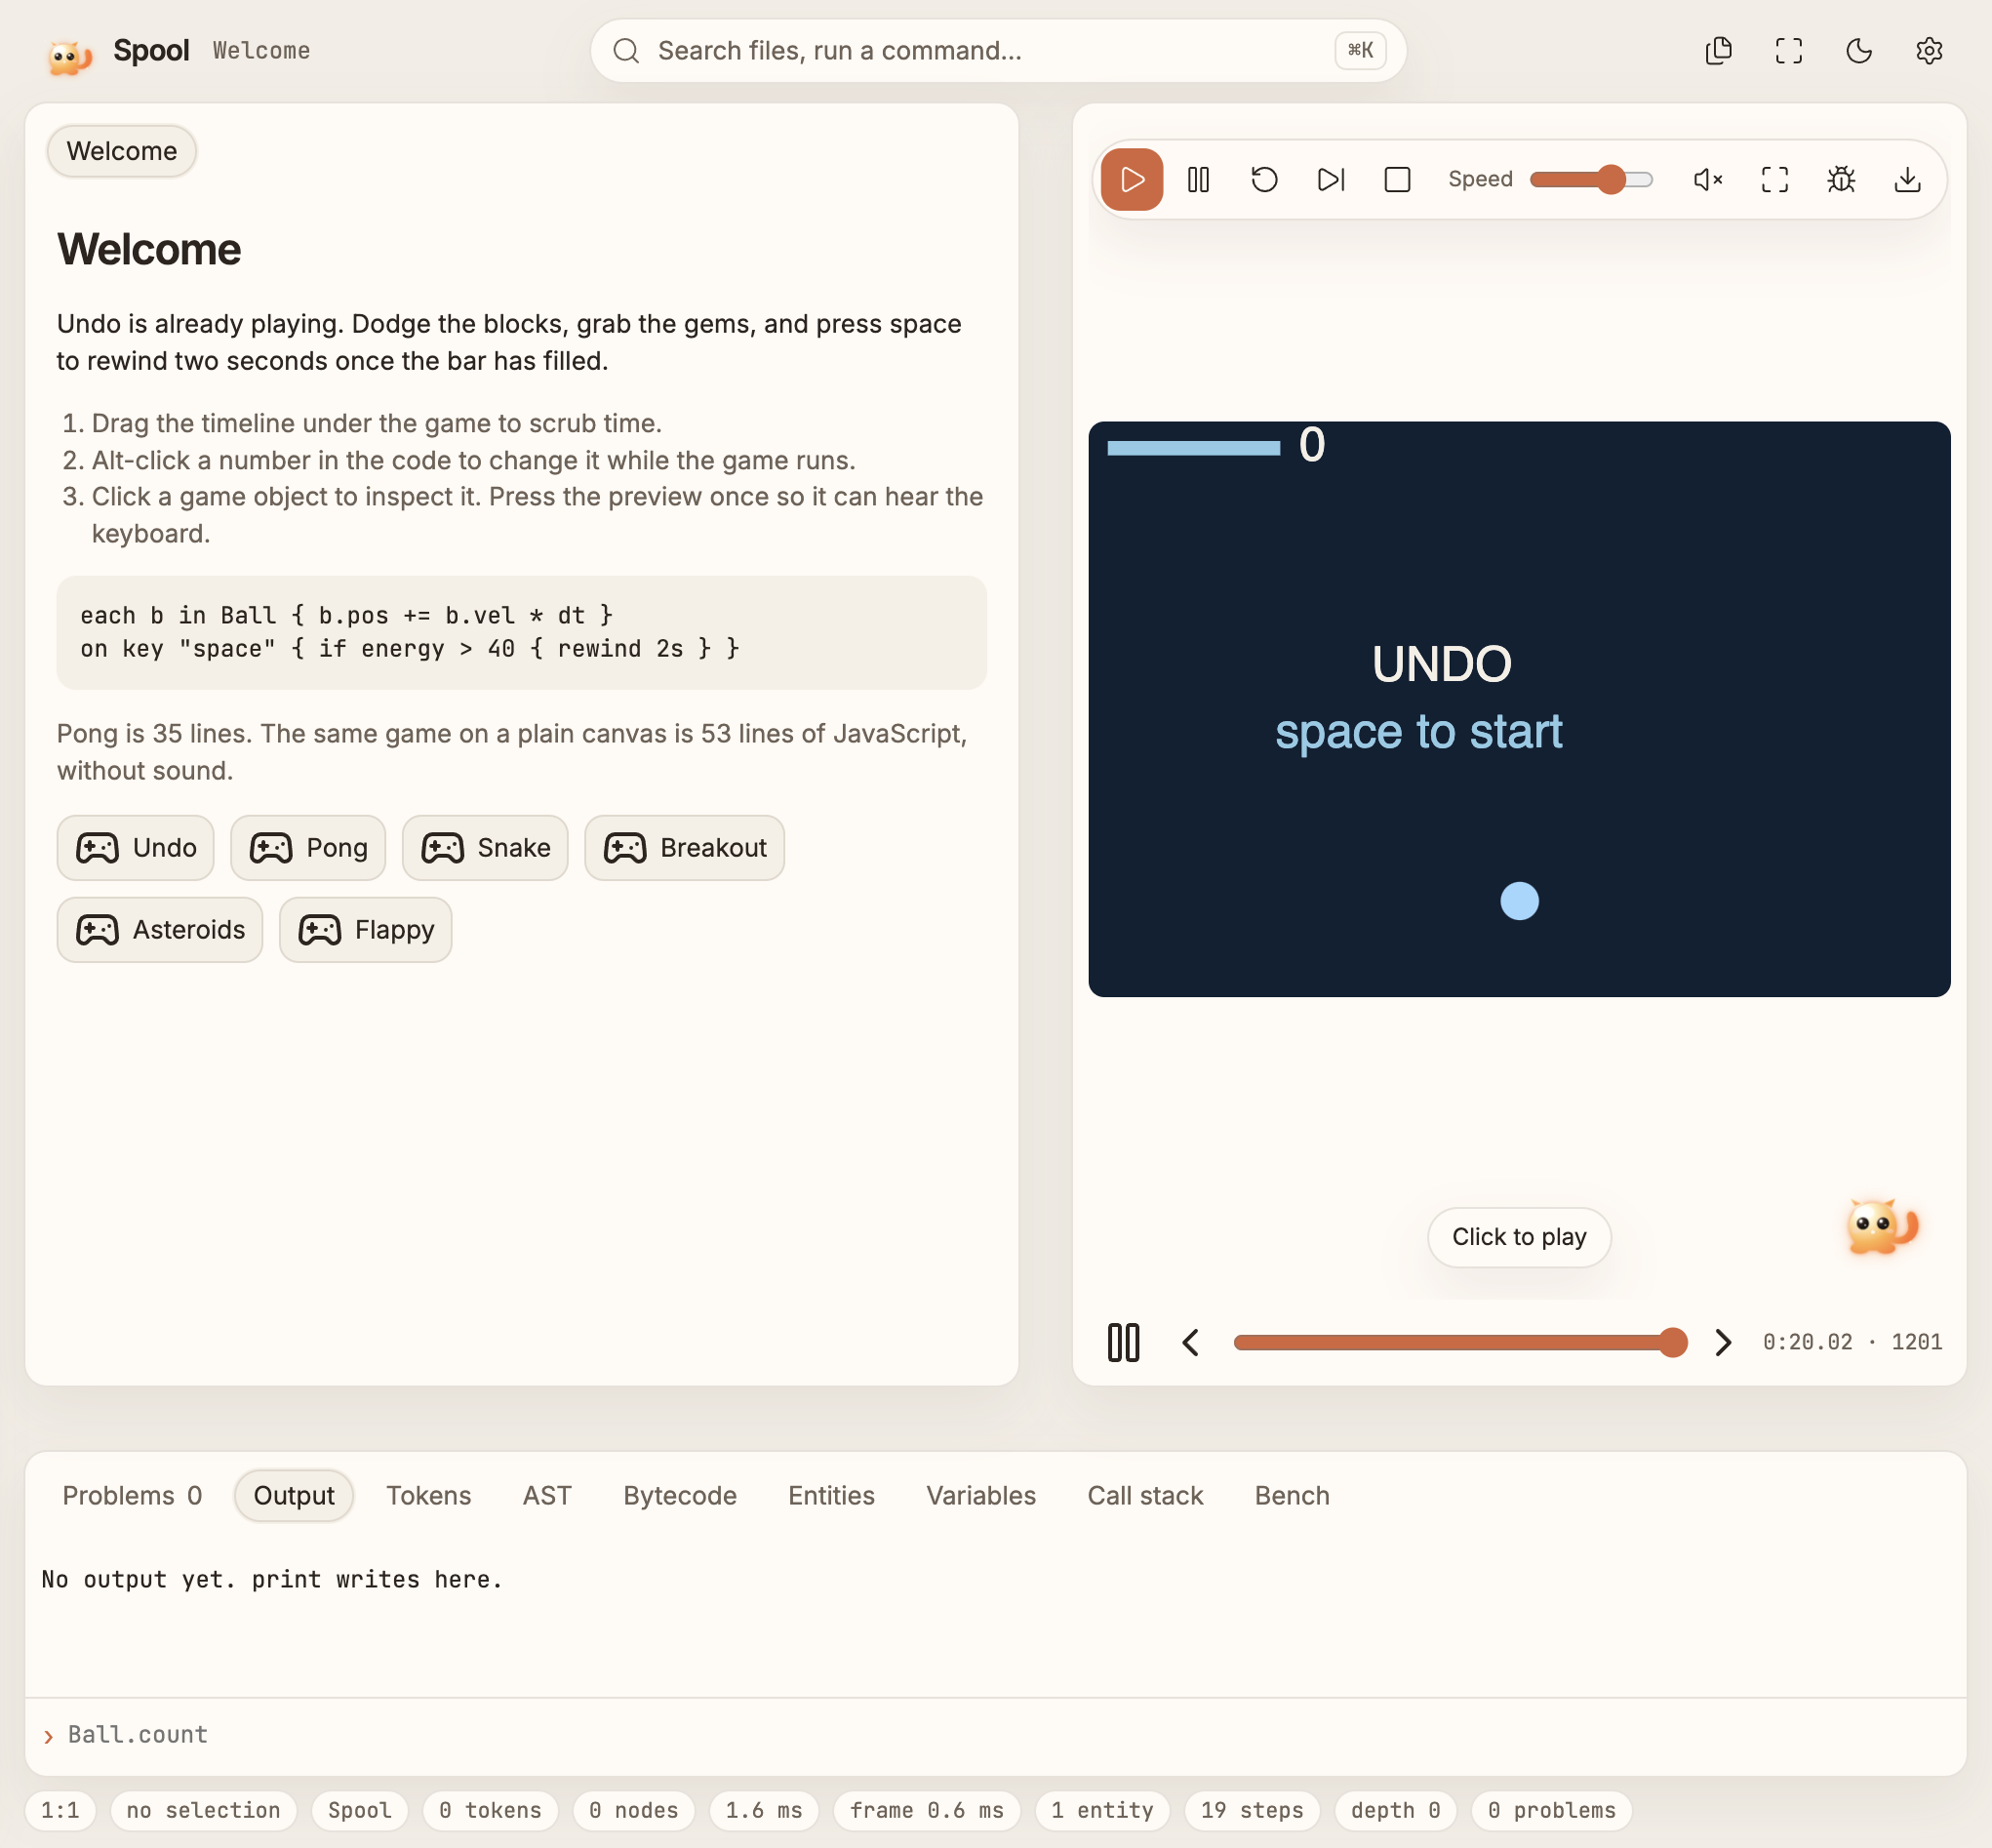 Spool Welcome
Search files, run a command... ⌘K
Welcome
Speed
Welcome
Undo is already playing. Dodge the blocks, grab the gems, and press space
to rewind two seconds once the bar has filled.
1. Drag the timeline under the game to scrub time.
2. Alt-click a number in the code to change it while the game runs.
3. Click a game object to inspect it. Press the preview once so it can hear the
keyboard.
each b in Ball { b.pos += b.vel * dt }
on key "space" { if energy > 40 { rewind 2s } }
Pong is 35 lines. The same game on a plain canvas is 53 lines of JavaScript,
without sound.
Undo Pong Snake Breakout
Asteroids Flappy
0
UNDO
space to start
Click to play
0:20.02 · 1201
Problems 0 Output Tokens AST Bytecode Entities Variables Call stack Bench
No output yet. print writes here.
› Ball.count
1:1 no selection Spool 0 tokens 0 nodes 1.6 ms frame 0.6 ms 1 entity 19 steps depth 0 0 problems